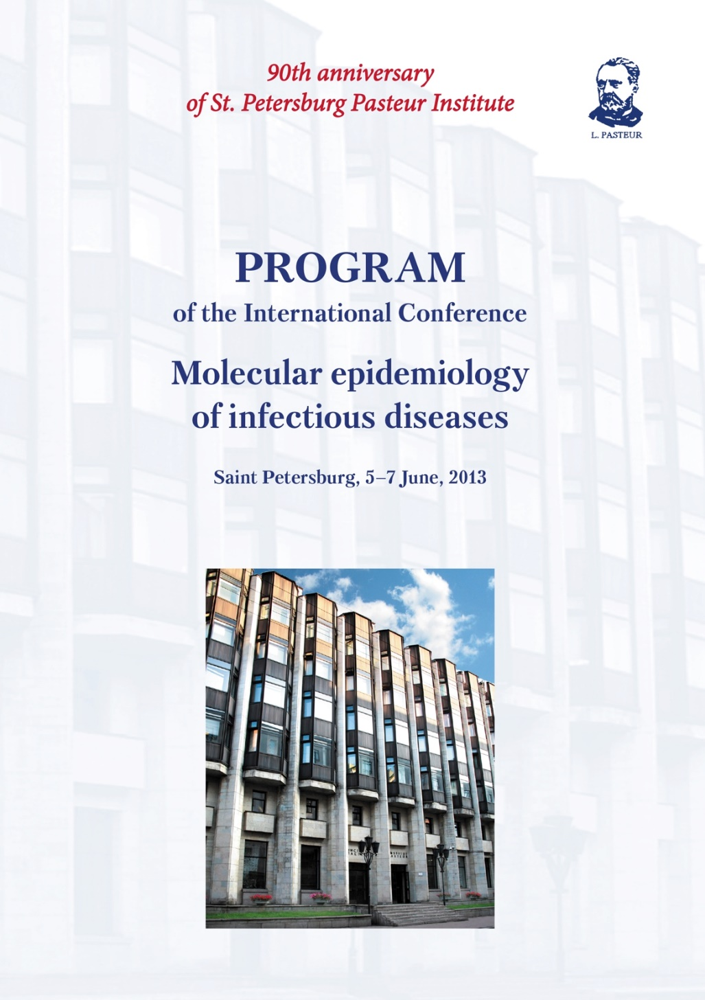 90th anniversary
of St. Petersburg Pasteur Institute
L. PASTEUR
PROGRAM
of the International Conference
Molecular epidemiology
of infectious diseases
Saint Petersburg, 5–7 June, 2013